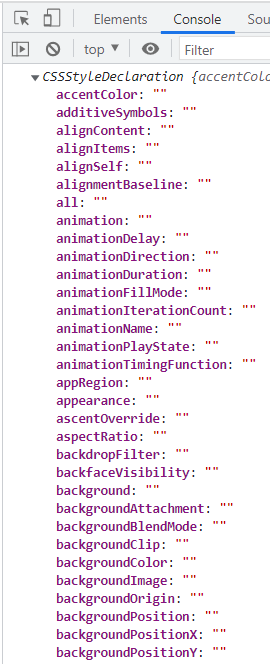 Elements Console Sou
top Filter
CSSStyleDeclaration {accentColo
accentColor: ""
additiveSymbols: ""
alignContent: ""
alignItems: ""
alignSelf: ""
alignmentBaseline: ""
all: ""
animation: ""
animationDelay: ""
animationDirection: ""
animationDuration: ""
animationFillMode: ""
animationIterationCount: ""
animationName: ""
animationPlayState: ""
animationTimingFunction: ""
appRegion: ""
appearance: ""
ascentOverride: ""
aspectRatio: ""
backdropFilter: ""
backfaceVisibility: ""
background: ""
backgroundAttachment: ""
backgroundBlendMode: ""
backgroundClip: ""
backgroundColor: ""
backgroundImage: ""
backgroundOrigin: ""
backgroundPosition: ""
backgroundPositionX: ""
backgroundPositionY: ""